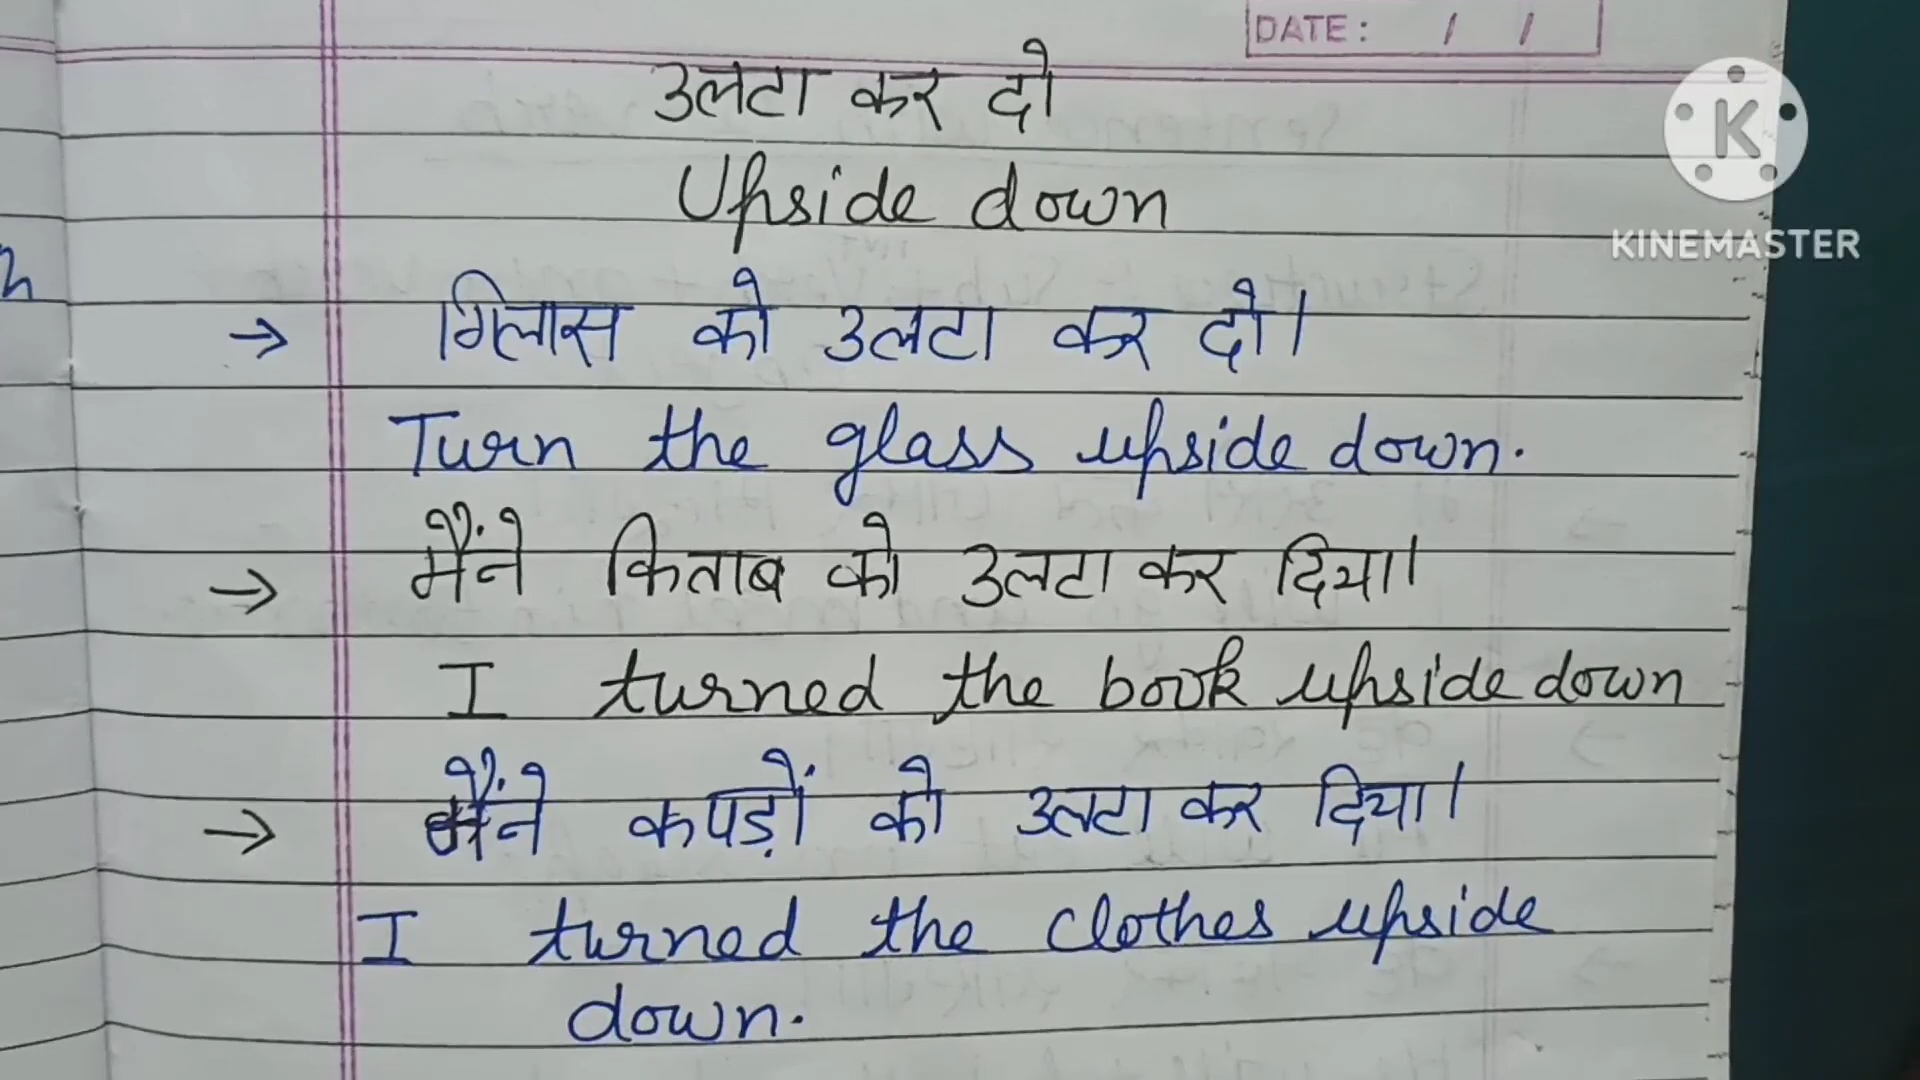 DATE: / /
उलटा कर दो
Upside down
KINEMASTER
→ गिलास को उलटा कर दो।
Turn the glass upside down.
→ मैंने किताब को उलटा कर दिया।
I turned the book upside down
→ मैंने कपड़ों को उलटा कर दिया।
I turned the clothes upside
down.